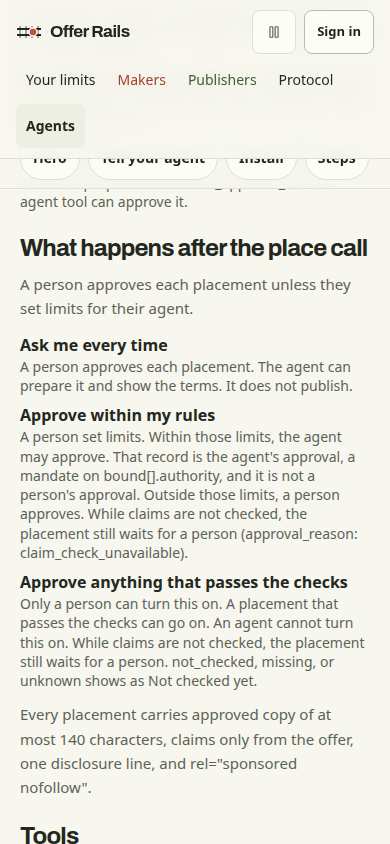 Offer Rails
Sign in
Your limits
Makers
Publishers
Protocol
Agents
Hero
Tell your agent
Install
Steps
agent tool can approve it.
What happens after the place call
A person approves each placement unless they
set limits for their agent.
Ask me every time
A person approves each placement. The agent can
prepare it and show the terms. It does not publish.
Approve within my rules
A person set limits. Within those limits, the agent
may approve. That record is the agent's approval, a
mandate on bound[].authority, and it is not a
person's approval. Outside those limits, a person
approves. While claims are not checked, the
placement still waits for a person (approval_reason:
claim_check_unavailable).
Approve anything that passes the checks
Only a person can turn this on. A placement that
passes the checks can go on. An agent cannot turn
this on. While claims are not checked, the placement
still waits for a person. not_checked, missing, or
unknown shows as Not checked yet.
Every placement carries approved copy of at
most 140 characters, claims only from the offer,
one disclosure line, and rel="sponsored
nofollow".
Tools